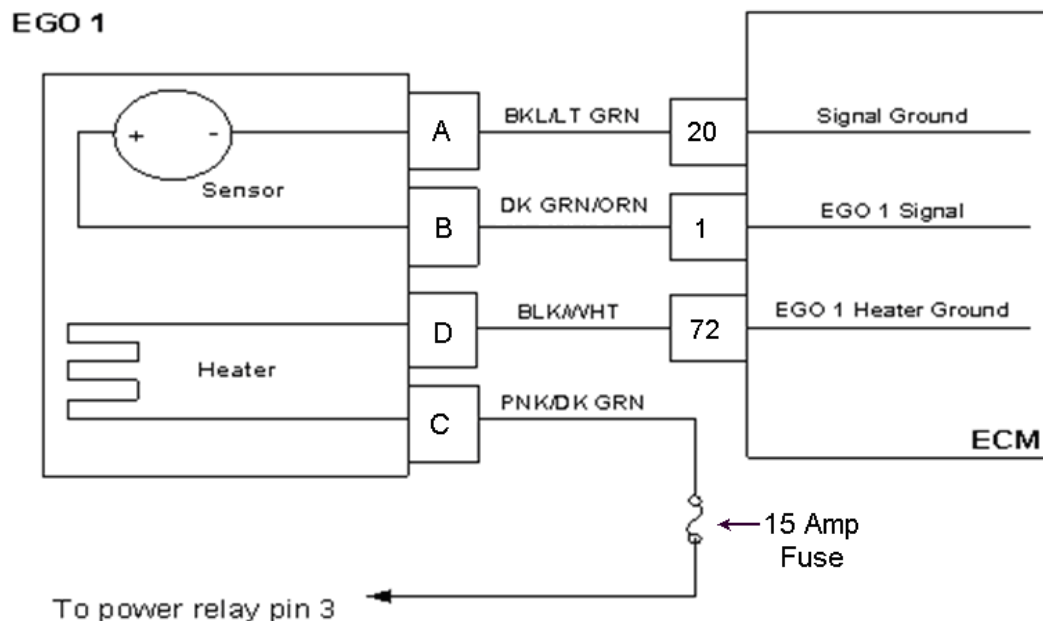 EGO 1
+ -
Sensor
A
BKL/LT GRN
20
Signal Ground
B
DK GRN/ORN
1
EGO 1 Signal
D
BLK/WHT
72
EGO 1 Heater Ground
Heater
C
PNK/DK GRN
ECM
15 Amp
Fuse
To power relay pin 3